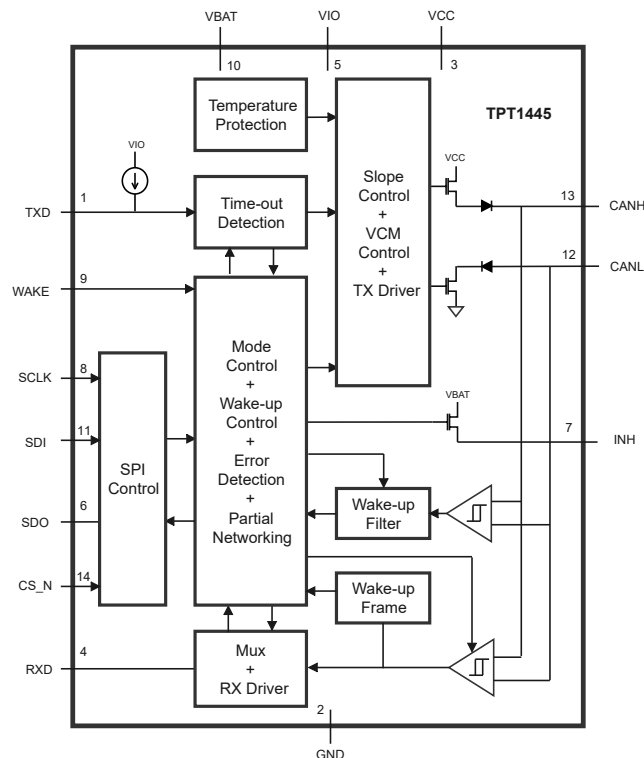 VBAT
VIO
VCC
10
5
3
TPT1445
Temperature
Protection
VIO
Slope
Control
+
VCM
Control
+
TX Driver
VCC
1
TXD
Time-out
Detection
13
CANH
12
CANL
9
WAKE
Mode
Control
+
Wake-up
Control
+
Error
Detection
+
Partial
Networking
8
SCLK
11
SDI
SPI
Control
6
SDO
14
CS_N
VBAT
7
INH
Wake-up
Filter
Wake-up
Frame
4
RXD
Mux
+
RX Driver
2
GND